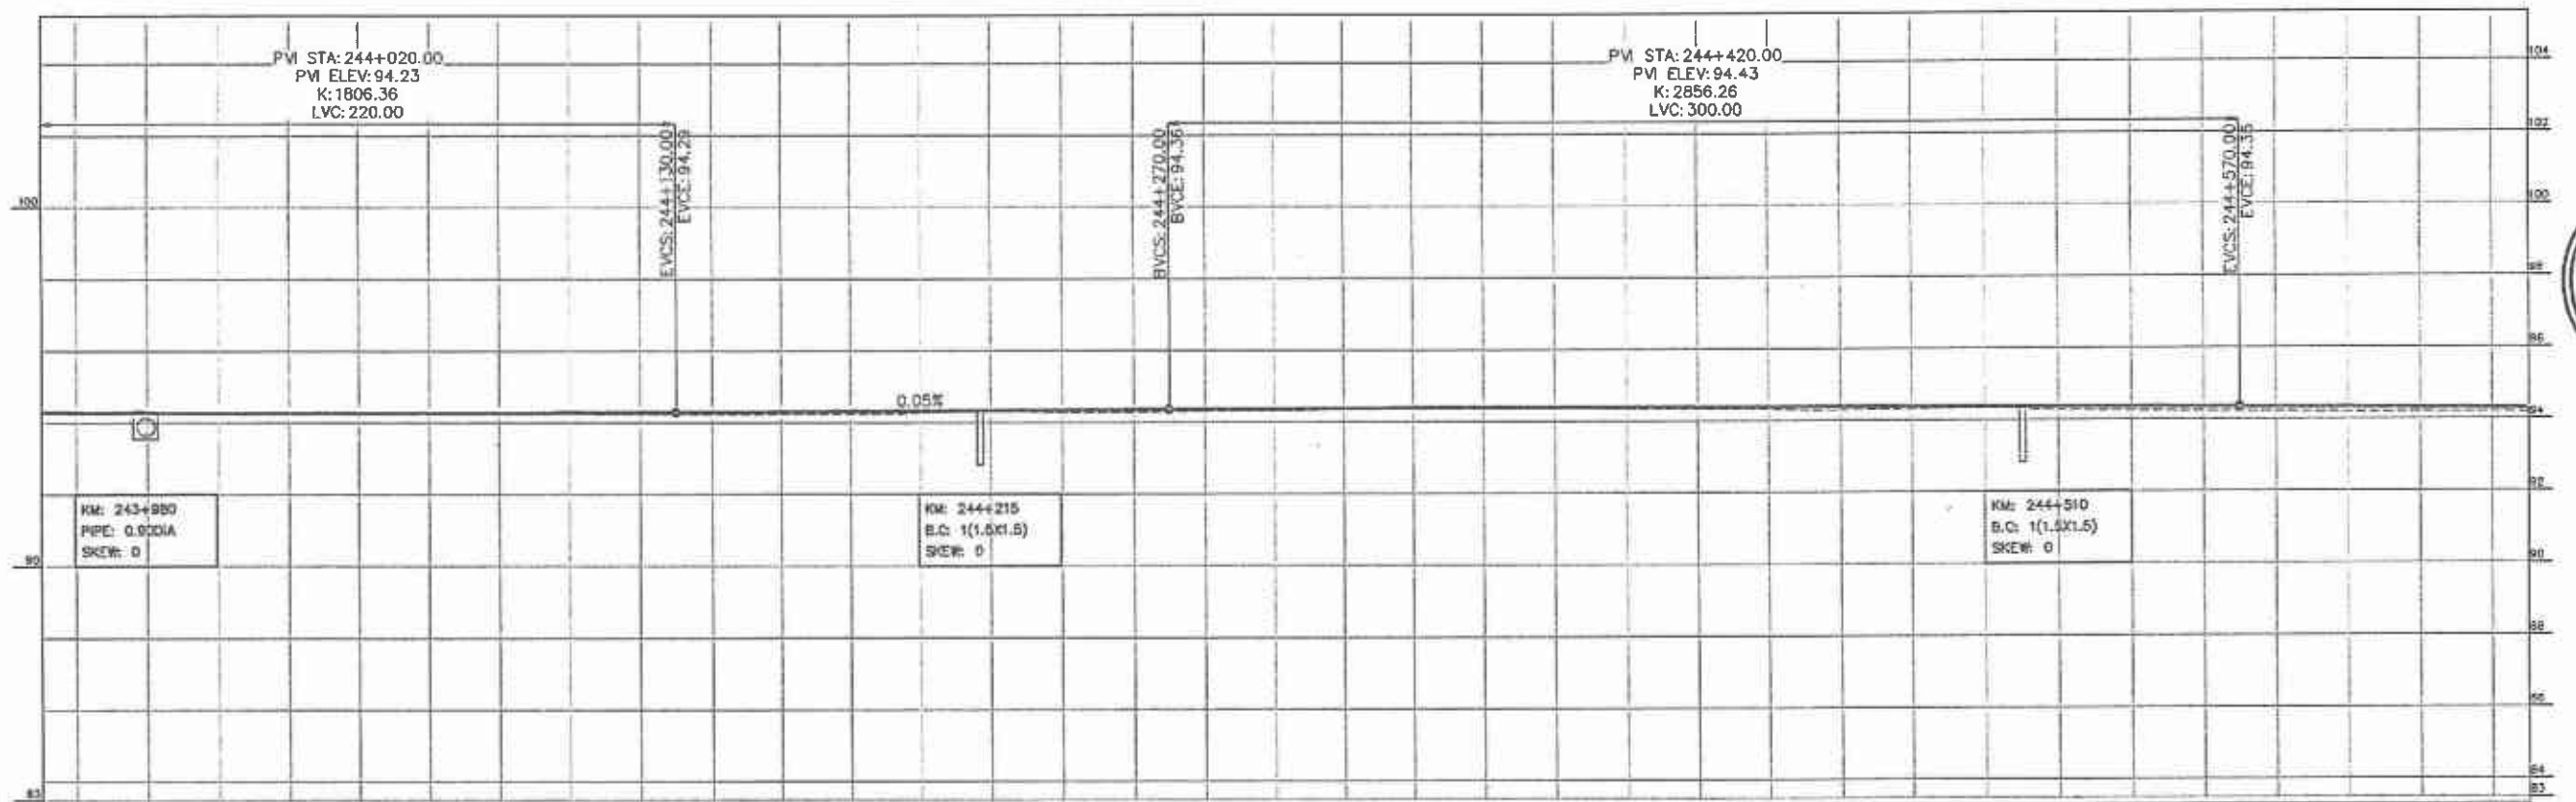 PVI STA: 244+020.00
PVI ELEV: 94.23
K: 1806.36
LVC: 220.00
PVI STA: 244+420.00
PVI ELEV: 94.43
K: 2856.26
LVC: 300.00
EVCS: 244+130.00
EVCE: 94.29
BVCS: 244+270.00
BVCE: 94.36
EVCS: 244+570.00
EVCE: 94.35
0.05%
KM: 243+980
PIPE: 0.90DIA
SKEW: 0
KM: 244+215
B.C: 1(1.5X1.5)
SKEW: 0
KM: 244+510
B.C: 1(1.5X1.5)
SKEW: 0
100
90
83
104
102
100
98
96
94
92
90
88
86
84
83